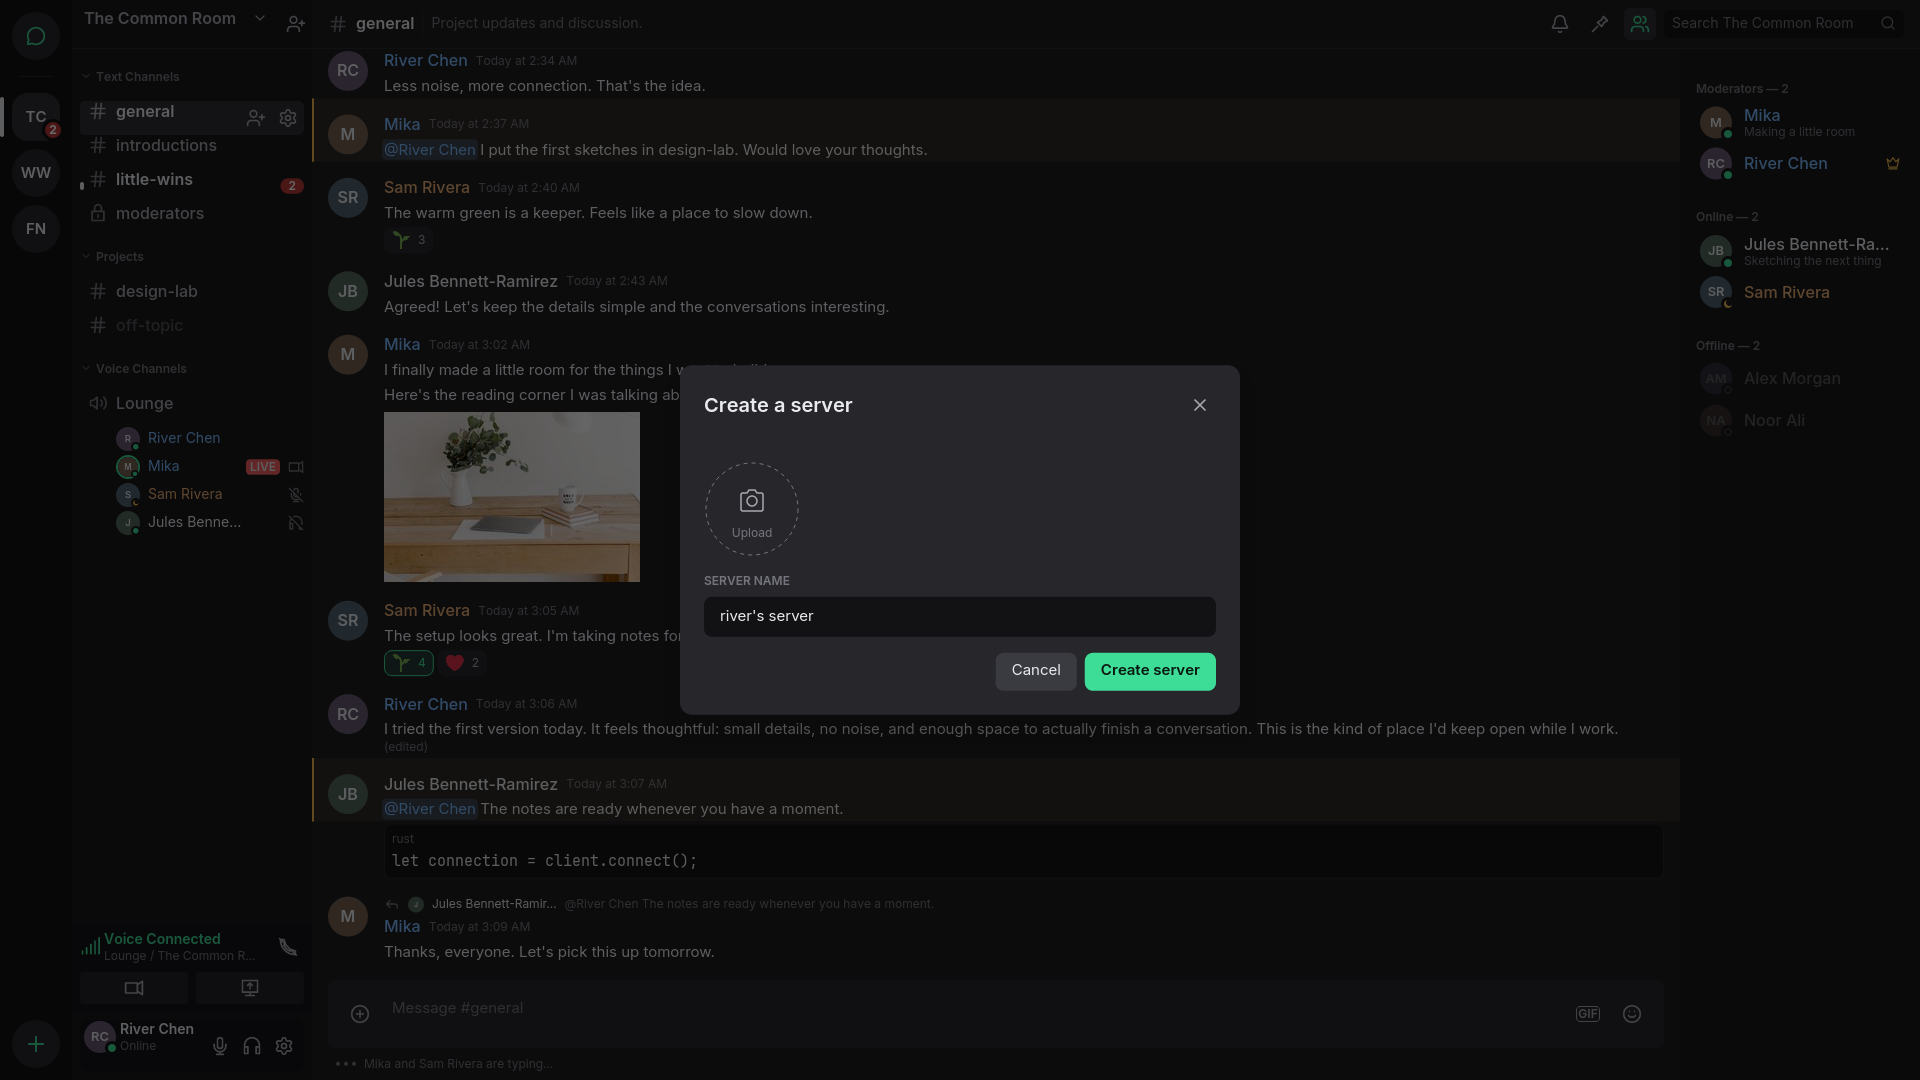 The Common Room
general
Project updates and discussion.
Search The Common Room
TC
2
WW
FN
Text Channels
general
introductions
little-wins
2
moderators
Projects
design-lab
off-topic
Voice Channels
Lounge
R
River Chen
M
Mika
LIVE
S
Sam Rivera
J
Jules Benne...
Voice Connected
Lounge / The Common R...
RC
River Chen
Online
RC
River Chen Today at 2:34 AM
Less noise, more connection. That's the idea.
M
Mika Today at 2:37 AM
@River Chen I put the first sketches in design-lab. Would love your thoughts.
SR
Sam Rivera Today at 2:40 AM
The warm green is a keeper. Feels like a place to slow down.
3
JB
Jules Bennett-Ramirez Today at 2:43 AM
Agreed! Let's keep the details simple and the conversations interesting.
M
Mika Today at 3:02 AM
I finally made a little room for the things I
Here's the reading corner I was talking ab
SR
Sam Rivera Today at 3:05 AM
The setup looks great. I'm taking notes for
4
2
RC
River Chen Today at 3:06 AM
I tried the first version today. It feels thoughtful: small details, no noise, and enough space to actually finish a conversation. This is the kind of place I'd keep open while I work.
(edited)
JB
Jules Bennett-Ramirez Today at 3:07 AM
@River Chen The notes are ready whenever you have a moment.
rust
let connection = client.connect();
J
Jules Bennett-Ramir... @River Chen The notes are ready whenever you have a moment.
M
Mika Today at 3:09 AM
Thanks, everyone. Let's pick this up tomorrow.
Message #general
GIF
Mika and Sam Rivera are typing...
Create a server
Upload
SERVER NAME
river's server
Cancel
Create server
Moderators — 2
M
Mika
Making a little room
RC
River Chen
Online — 2
JB
Jules Bennett-Ra...
Sketching the next thing
SR
Sam Rivera
Offline — 2
AM
Alex Morgan
NA
Noor Ali